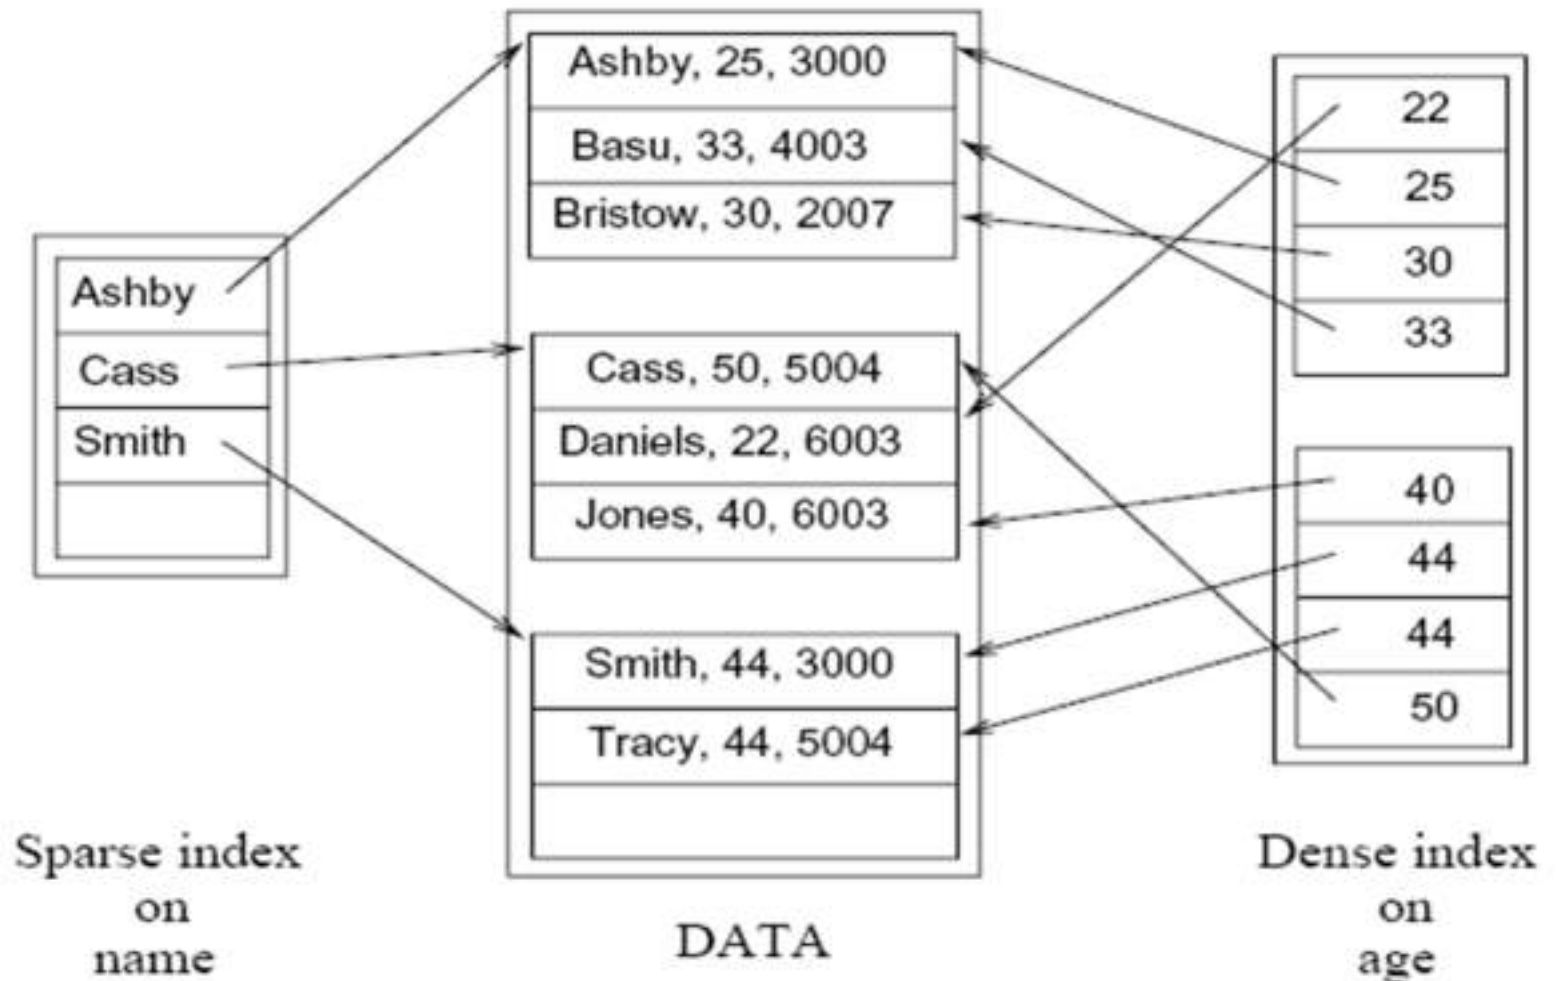 Ashby
Cass
Smith
Sparse index
on
name
Ashby, 25, 3000
Basu, 33, 4003
Bristow, 30, 2007
Cass, 50, 5004
Daniels, 22, 6003
Jones, 40, 6003
Smith, 44, 3000
Tracy, 44, 5004
DATA
22
25
30
33
40
44
44
50
Dense index
on
age